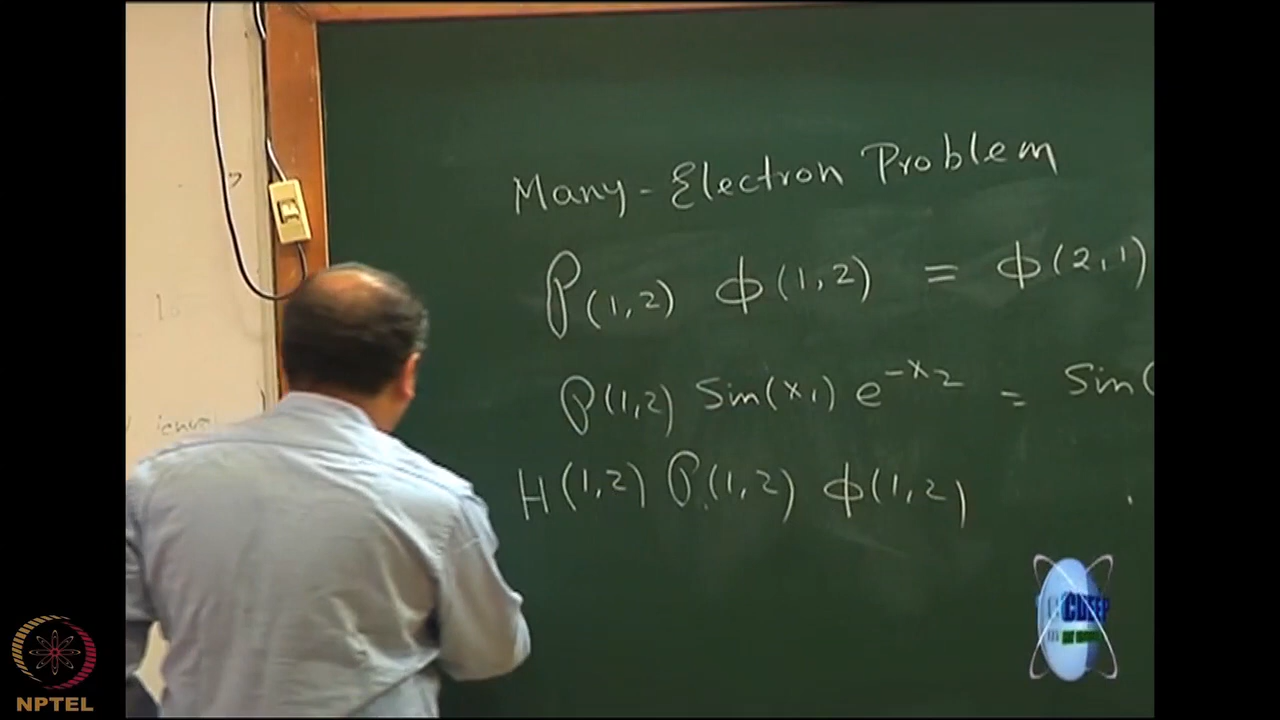 Many-Electron Problem
P(1,2) ϕ(1,2) = ϕ(2,1)
P(1,2) Sin(x₁) e^{-x₂} = Sin(
H(1,2) P(1,2) ϕ(1,2)
CDEEP
NPTEL